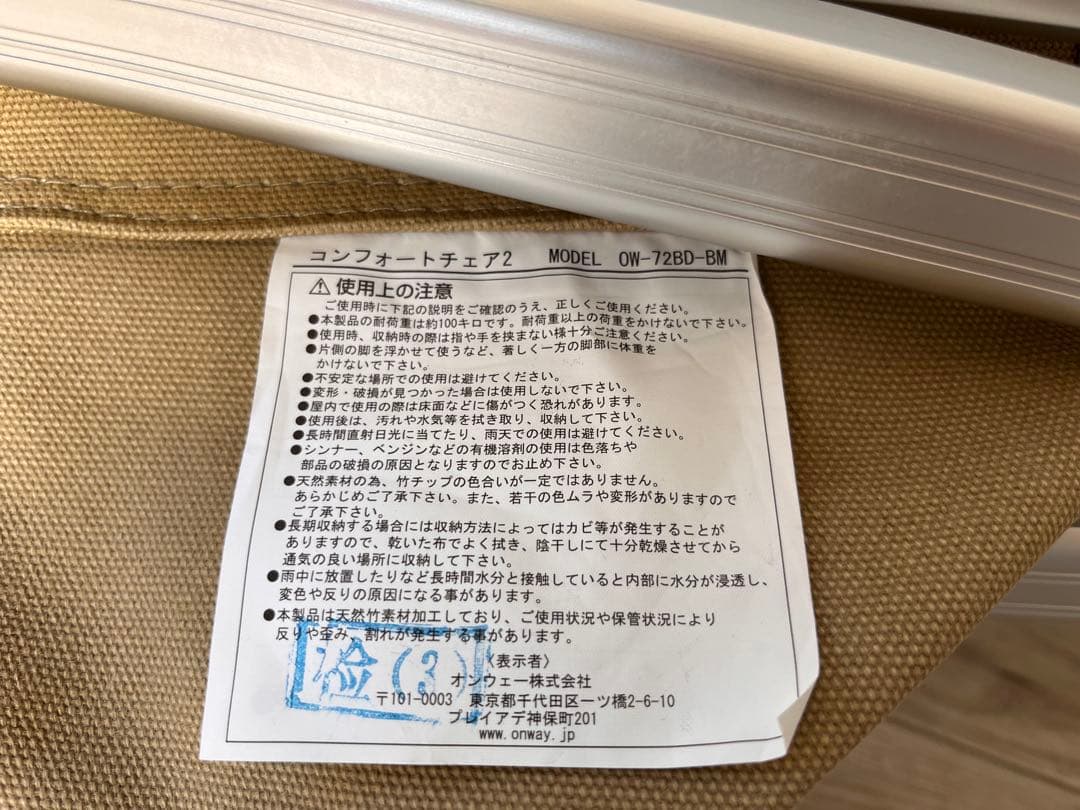 コンフォートチェア2 MODEL OW-72BD-BM
⚠ 使用上の注意
ご使用時に下記の説明をご確認のうえ、正しくご使用ください。
●本製品の耐荷重は約100キロです。耐荷重以上の荷重をかけないで下さい。
●使用時、収納時の際は指や手を挟まない様十分ご注意ください。
●片側の脚を浮かせて使うなど、著しく一方の脚部に体重を
かけないで下さい。
●不安定な場所での使用は避けてください。
●変形・破損が見つかった場合は使用しないで下さい。
●屋内で使用の際は床面などに傷がつく恐れがあります。
●使用後は、汚れや水気等を拭き取り、収納して下さい。
●長時間直射日光に当てたり、雨天での使用は避けてください。
●シンナー、ベンジンなどの有機溶剤の使用は色落ちや
部品の破損の原因となりますのでお止め下さい。
●天然素材の為、竹チップの色合いが一定ではありません。
あらかじめご了承下さい。また、若干の色ムラや変形がありますので
ご了承下さい。
●長期収納する場合には収納方法によってはカビ等が発生することが
ありますので、乾いた布でよく拭き、陰干しにて十分乾燥させてから
通気の良い場所に収納して下さい。
●雨中に放置したりなど長時間水分と接触していると内部に水分が浸透し、
変色や反りの原因になる事があります。
●本製品は天然竹素材加工しており、ご使用状況や保管状況により
反りや歪み、割れが発生する事があります。
检(3)
〈表示者〉
オンウェー株式会社
〒101-0003 東京都千代田区一ツ橋2-6-10
プレイアデ神保町201
www.onway.jp